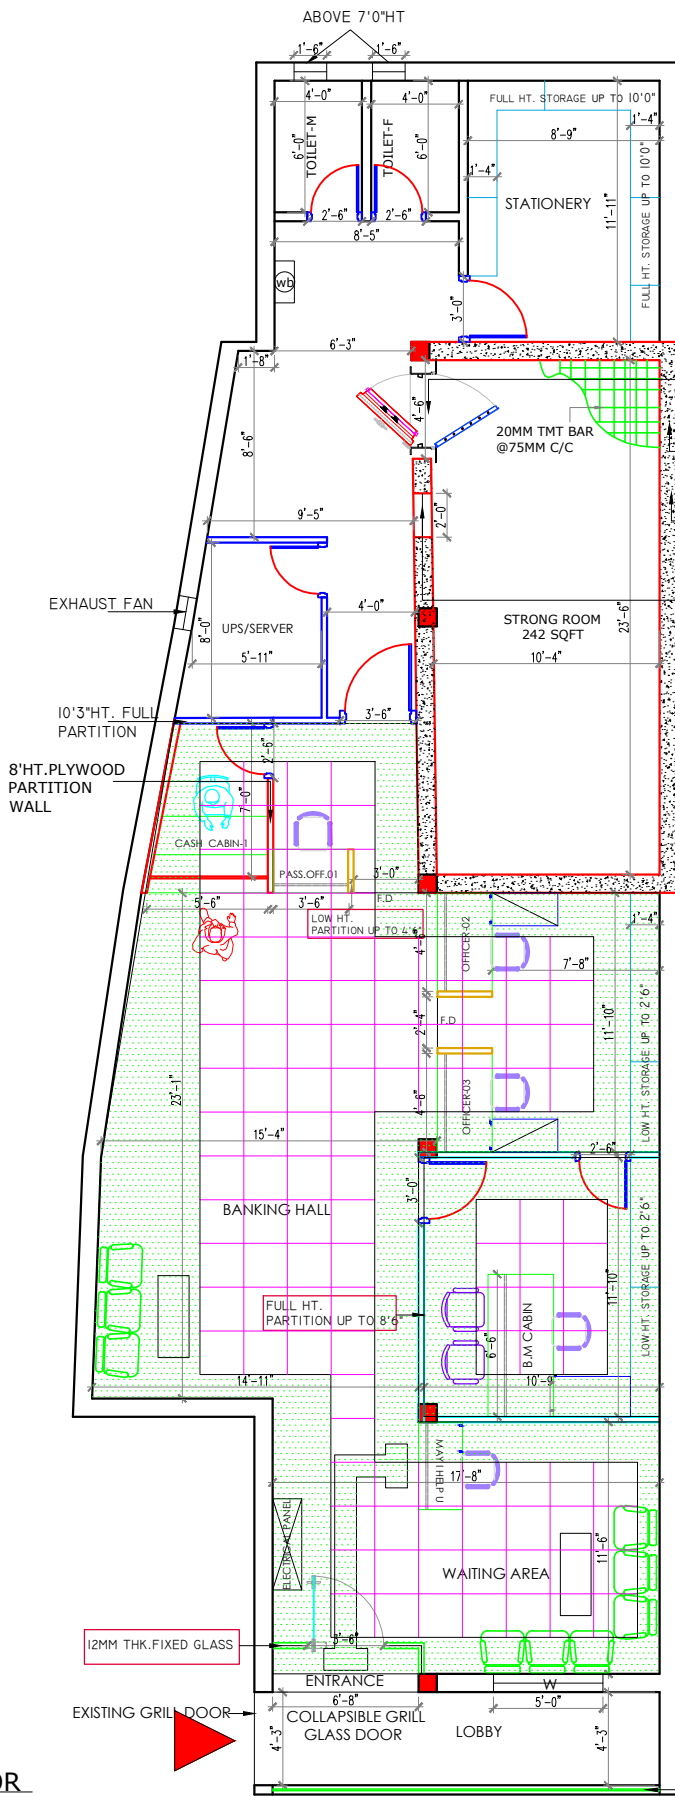 ABOVE 7'0"HT
1'-6"
1'-6"
4'-0"
4'-0"
FULL HT. STORAGE UP TO 10'0"
1'-4"
8'-9"
6'-0"
TOILET-M
TOILET-F
6'-0"
1'-4"
STATIONERY
11'-11"
FULL HT. STORAGE UP TO 10'0"
2'-6"
2'-6"
8'-5"
wb
3'-0"
6'-3"
1'-8"
4'-6"
8'-6"
20MM TMT BAR
@75MM C/C
9'-5"
2'-0"
EXHAUST FAN
8'-0"
UPS/SERVER
4'-0"
STRONG ROOM
242 SQFT
23'-6"
5'-11"
10'-4"
10'3"HT. FULL
PARTITION
3'-6"
2'-6"
8'HT.PLYWOOD
PARTITION
WALL
7'-0"
CASH CABIN-1
PASS.OFF.01
3'-0"
5'-6"
3'-6"
F.D
LOW HT.
PARTITION UP TO 4'6"
4'-6"
OFFICER-02
1'-4"
7'-8"
2'-4"
F.D
11'-10"
LOW HT. STORAGE UP TO 2'6"
23'-1"
4'-6"
OFFICER-03
15'-4"
2'-6"
3'-0"
BANKING HALL
LOW HT. STORAGE UP TO 2'6"
11'-10"
FULL HT.
PARTITION UP TO 8'6"
6'-6"
B.M CABIN
14'-11"
10'-9"
MAY I HELP U
17'-8"
ELECTRICAL PANEL
11'-6"
WAITING AREA
12MM THK.FIXED GLASS
3'-6"
ENTRANCE
W
6'-8"
5'-0"
EXISTING GRILL DOOR
COLLAPSIBLE GRILL
GLASS DOOR
LOBBY
4'-3"
4'-3"
OR